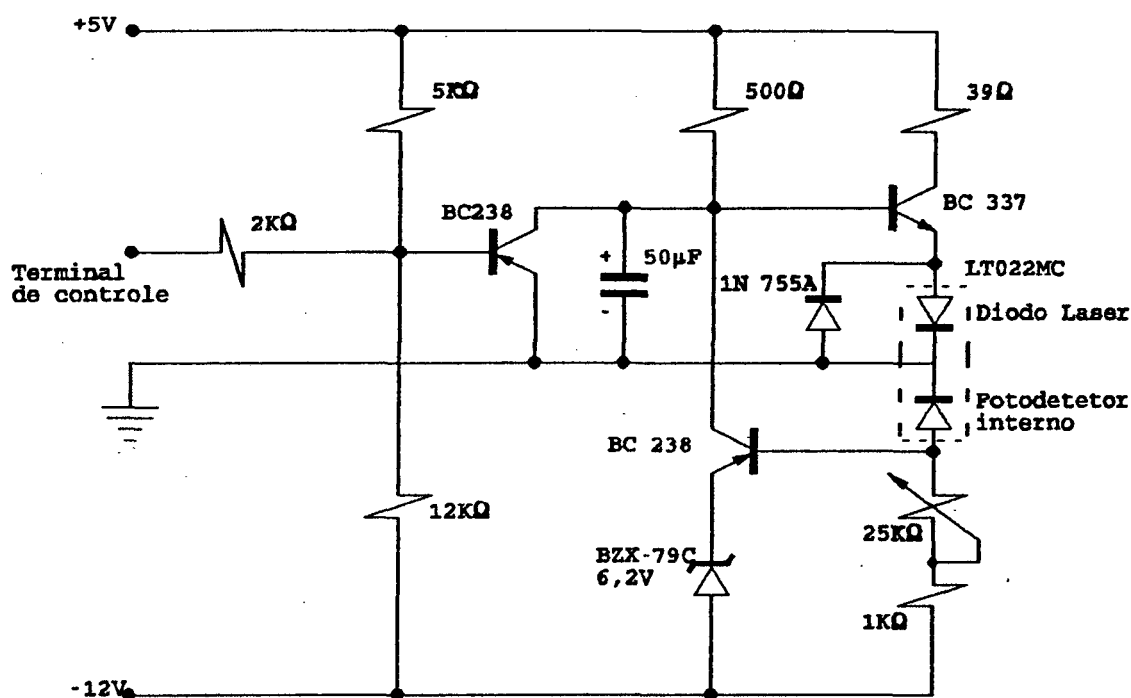 +5V
5KΩ
500Ω
39Ω
BC238
BC 337
2KΩ
Terminal
de controle
+
50µF
-
1N 755A
LT022MC
Diodo Laser
Potodetetor
interno
BC 238
12KΩ
25KΩ
BZX-79C
6,2V
1KΩ
-12V